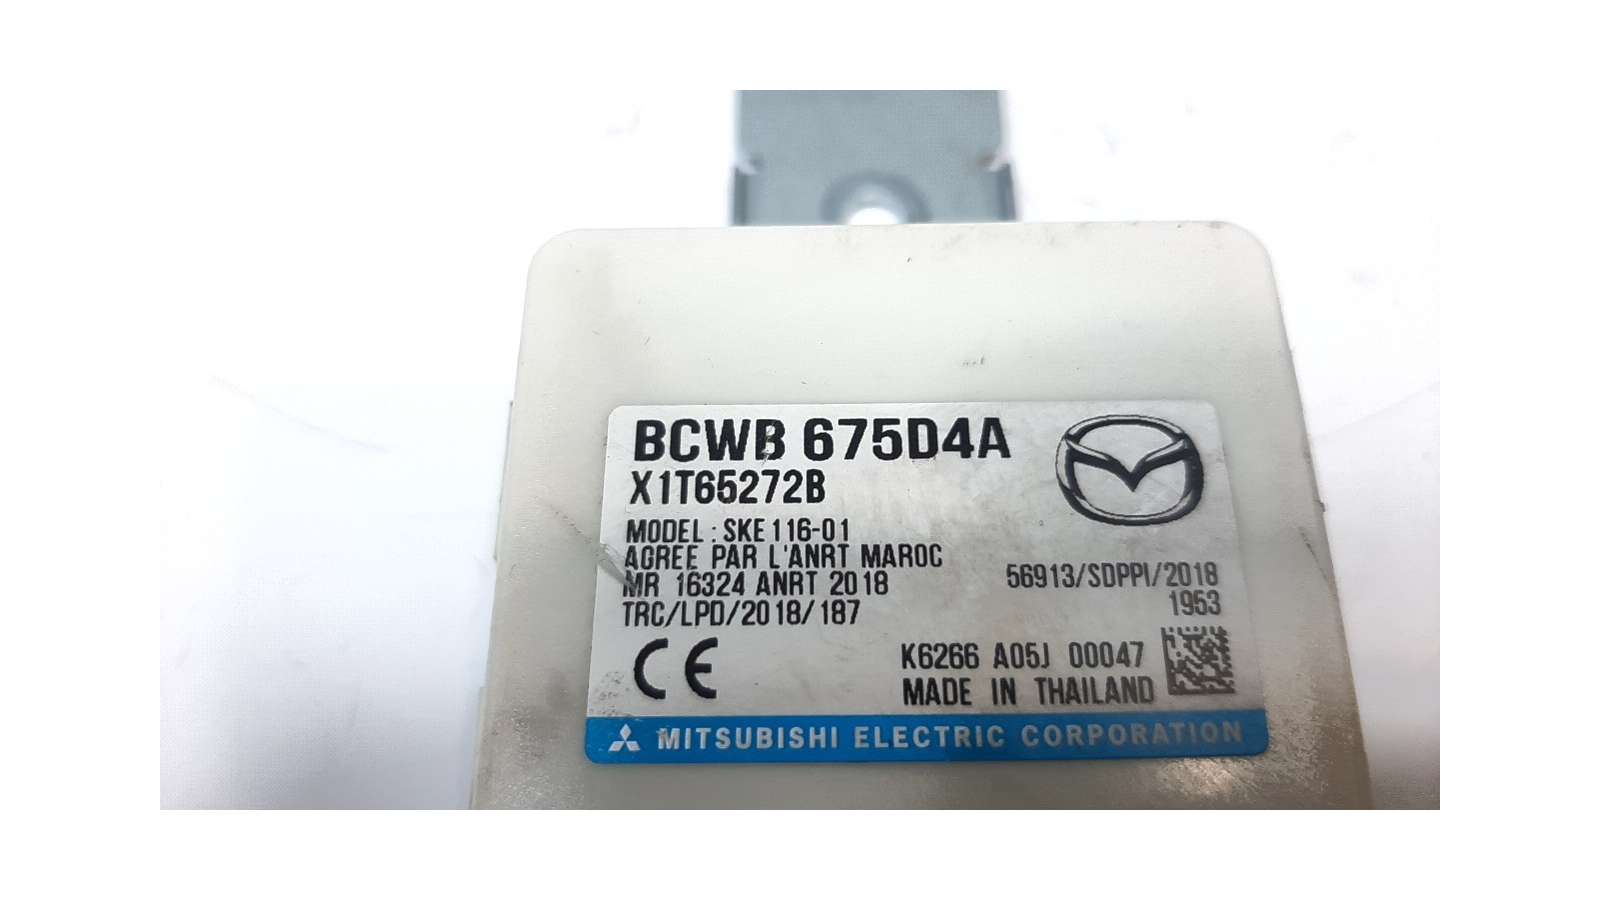 BCWB 675D4A
X1T65272B
MODEL : SKE116-01
AGREE PAR L'ANRT MAROC
MR 16324 ANRT 2018
TRC/LPD/2018/187
56913/SDPPI/2018
1953
CE
K6266 A05J 00047
MADE IN THAILAND
MITSUBISHI ELECTRIC CORPORATION